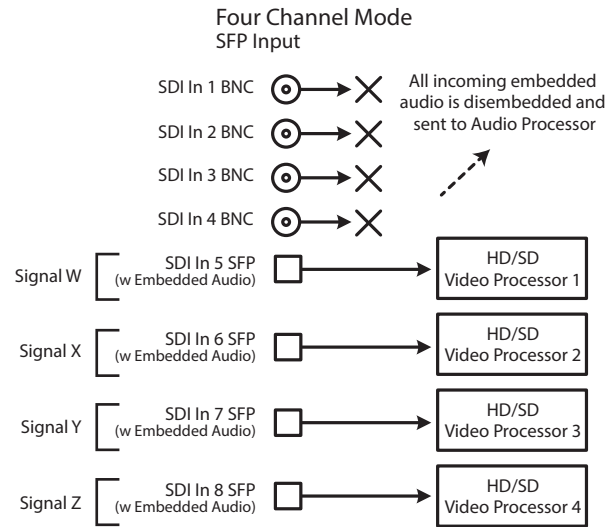 Four Channel Mode
SFP Input
SDI In 1 BNC
SDI In 2 BNC
SDI In 3 BNC
SDI In 4 BNC
All incoming embedded
audio is disembedded and
sent to Audio Processor
Signal W
SDI In 5 SFP
(w Embedded Audio)
HD/SD
Video Processor 1
Signal X
SDI In 6 SFP
(w Embedded Audio)
HD/SD
Video Processor 2
Signal Y
SDI In 7 SFP
(w Embedded Audio)
HD/SD
Video Processor 3
Signal Z
SDI In 8 SFP
(w Embedded Audio)
HD/SD
Video Processor 4